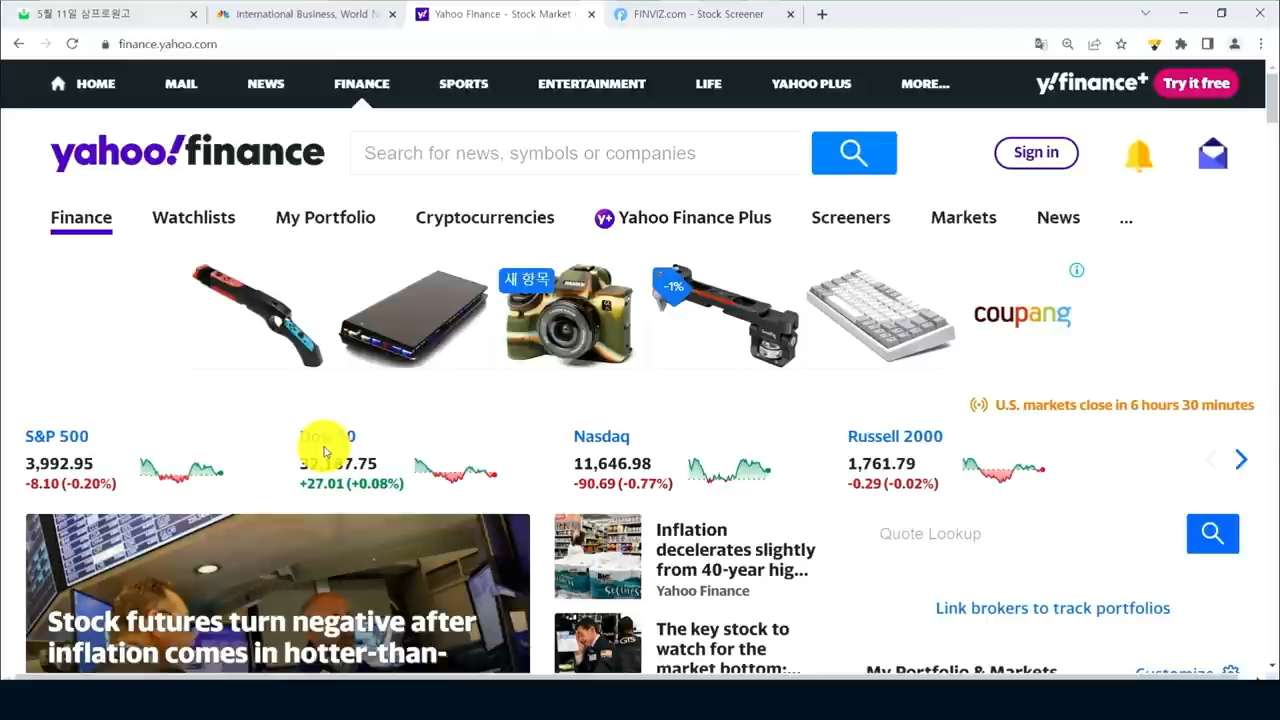 5월 11일 삼프로원고
International Business, World N
Yahoo Finance - Stock Market
FINVIZ.com - Stock Screener
finance.yahoo.com
HOME MAIL NEWS FINANCE SPORTS ENTERTAINMENT LIFE YAHOO PLUS MORE... y!finance+ Try it free
yahoo!finance
Search for news, symbols or companies
Sign in
Finance Watchlists My Portfolio Cryptocurrencies y+ Yahoo Finance Plus Screeners Markets News ...
새 항목
-1%
coupang
U.S. markets close in 6 hours 30 minutes
S&P 500
3,992.95
-8.10 (-0.20%)
Dow 30
75
+27.01 (+0.08%)
Nasdaq
11,646.98
-90.69 (-0.77%)
Russell 2000
1,761.79
-0.29 (-0.02%)
Stock futures turn negative after
inflation comes in hotter-than-
Inflation
decelerates slightly
from 40-year hig...
Yahoo Finance
The key stock to
watch for the
market bottom:...
Quote Lookup
Link brokers to track portfolios
My Portfolio & Markets
Customize